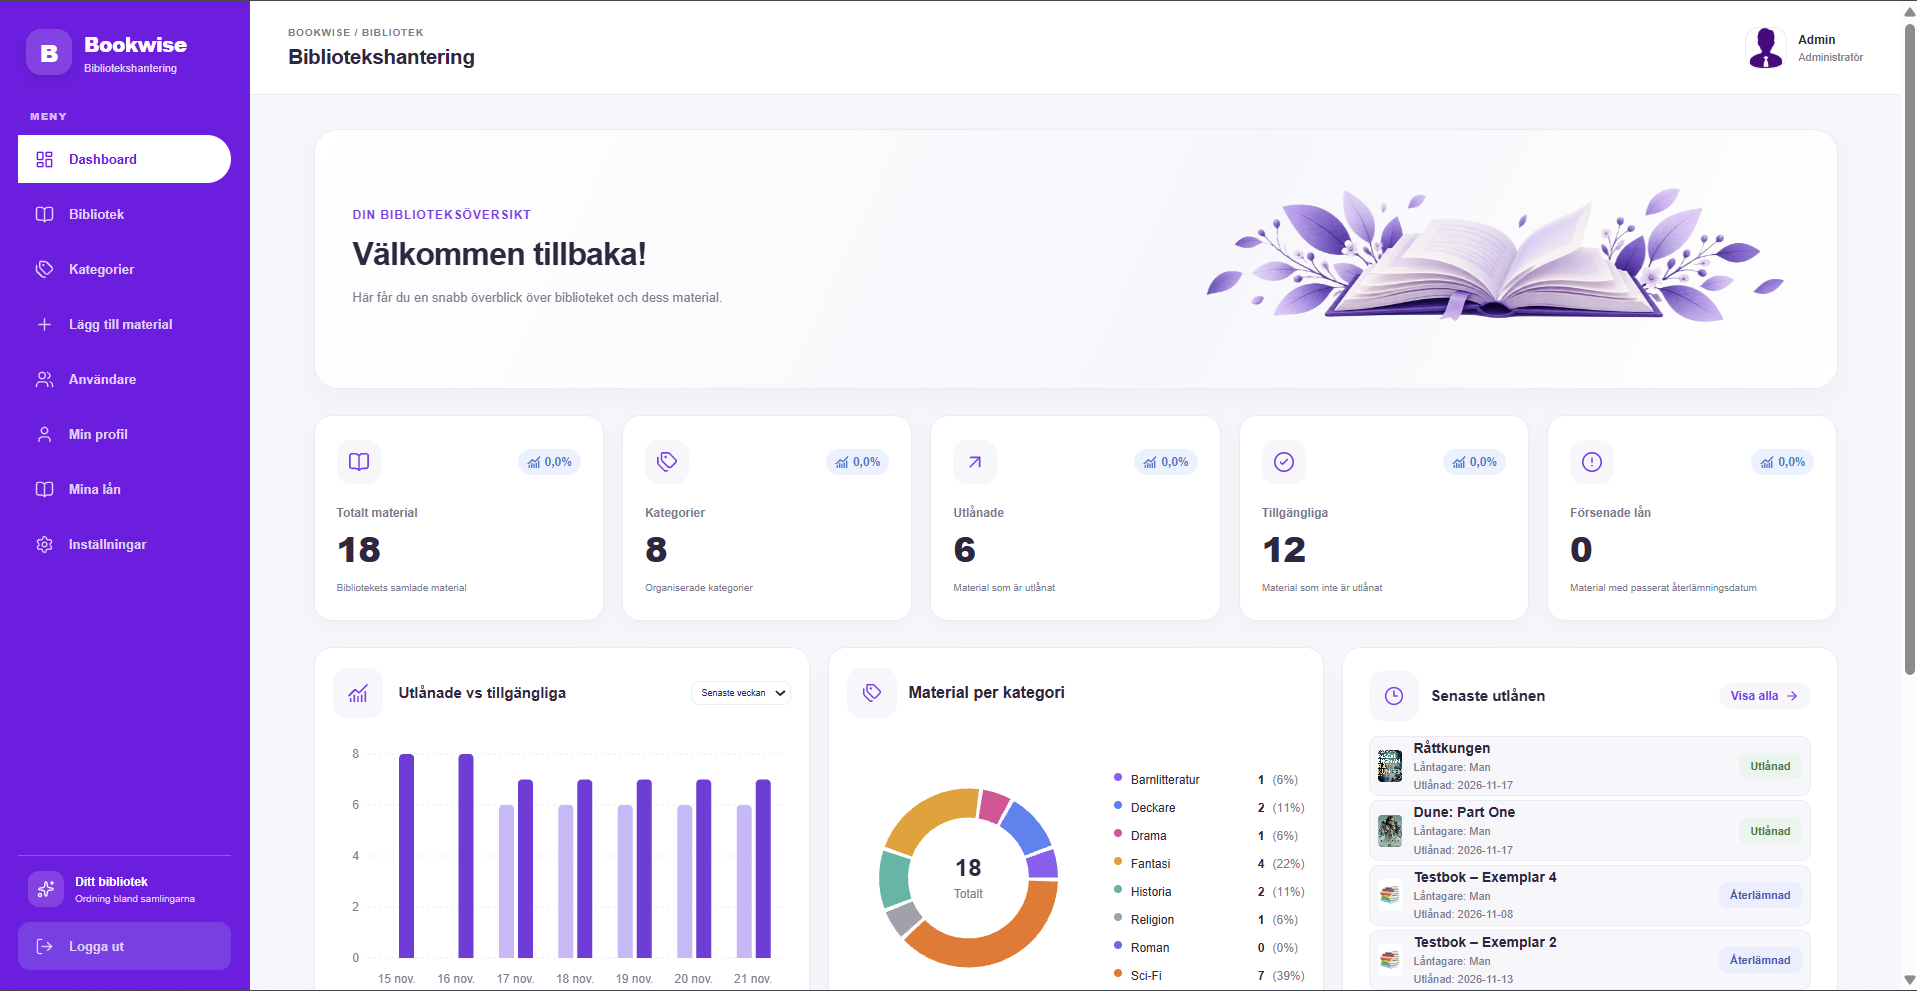 B
Bookwise
Bibliotekshantering
MENY
Dashboard
Bibliotek
Kategorier
Lägg till material
Användare
Min profil
Mina lån
Inställningar
Ditt bibliotek
Ordning bland samlingarna
Logga ut
BOOKWISE / BIBLIOTEK
Bibliotekshantering
Admin
Administratör
DIN BIBLIOTEKSÖVERSIKT
Välkommen tillbaka!
Här får du en snabb överblick över biblioteket och dess material.
0,0%
Totalt material
18
Bibliotekets samlade material
0,0%
Kategorier
8
Organiserade kategorier
0,0%
Utlånade
6
Material som är utlånat
0,0%
Tillgängliga
12
Material som inte är utlånat
0,0%
Försenade lån
0
Material med passerat återlämningsdatum
Utlånade vs tillgängliga
Senaste veckan
8
6
4
2
0
15 nov. 16 nov. 17 nov. 18 nov. 19 nov. 20 nov. 21 nov.
Material per kategori
18
Totalt
Barnlitteratur 1 (6%)
Deckare 2 (11%)
Drama 1 (6%)
Fantasi 4 (22%)
Historia 2 (11%)
Religion 1 (6%)
Roman 0 (0%)
Sci-Fi 7 (39%)
Senaste utlånen
Visa alla
Råttkungen
Låntagare: Man
Utlånad: 2026-11-17
Utlånad
Dune: Part One
Låntagare: Man
Utlånad: 2026-11-17
Utlånad
Testbok – Exemplar 4
Låntagare: Man
Utlånad: 2026-11-08
Återlämnad
Testbok – Exemplar 2
Låntagare: Man
Utlånad: 2026-11-13
Återlämnad